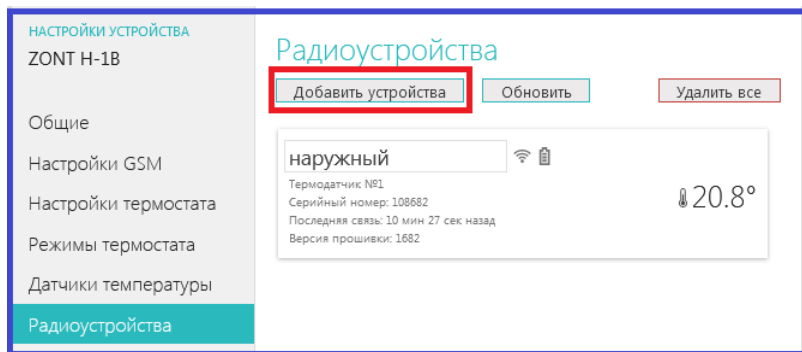 НАСТРОЙКИ УСТРОЙСТВА
ZONT H-1B
Общие
Настройки GSM
Настройки термостата
Режимы термостата
Датчики температуры
Радиоустройства
Радиоустройства
Добавить устройства Обновить Удалить все
наружный
Термодатчик №1
Серийный номер: 108682
Последняя связь: 10 мин 27 сек назад
Версия прошивки: 1682
20.8°